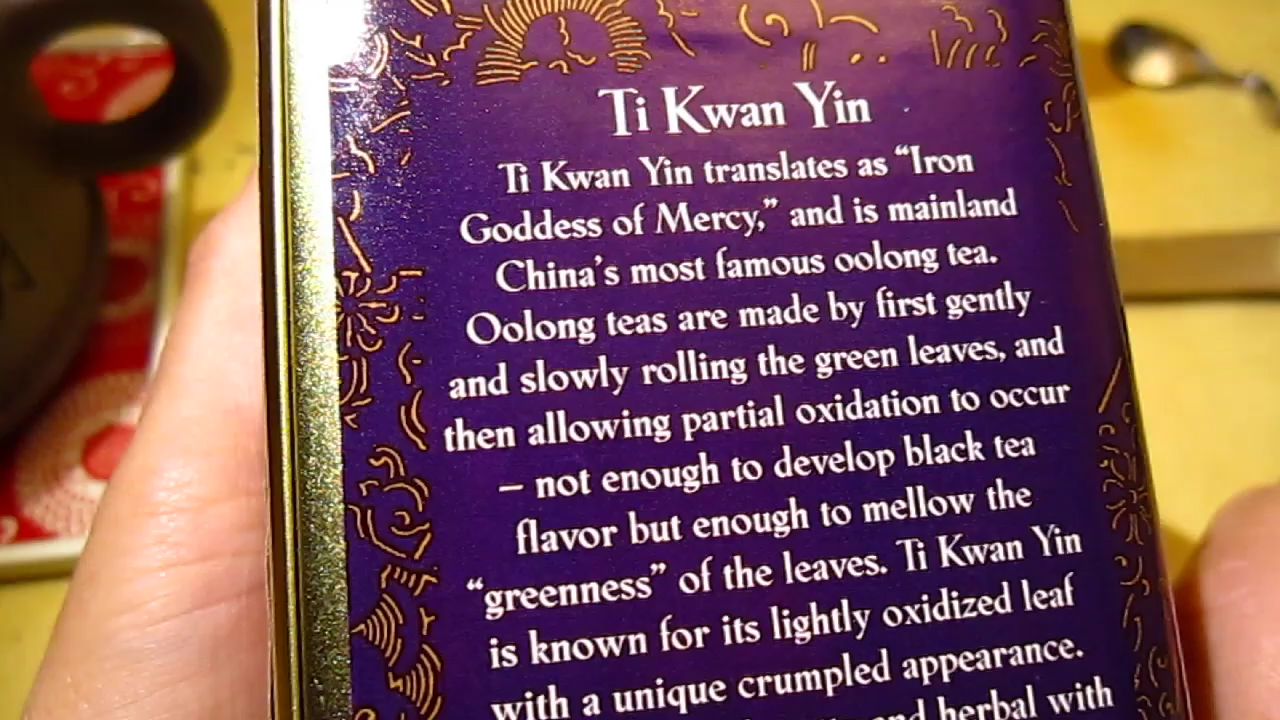 Ti Kwan Yin
Ti Kwan Yin translates as “Iron
Goddess of Mercy,” and is mainland
China’s most famous oolong tea.
Oolong teas are made by first gently
and slowly rolling the green leaves, and
then allowing partial oxidation to occur
– not enough to develop black tea
flavor but enough to mellow the
“greenness” of the leaves. Ti Kwan Yin
is known for its lightly oxidized leaf
with a unique crumpled appearance.
and herbal with